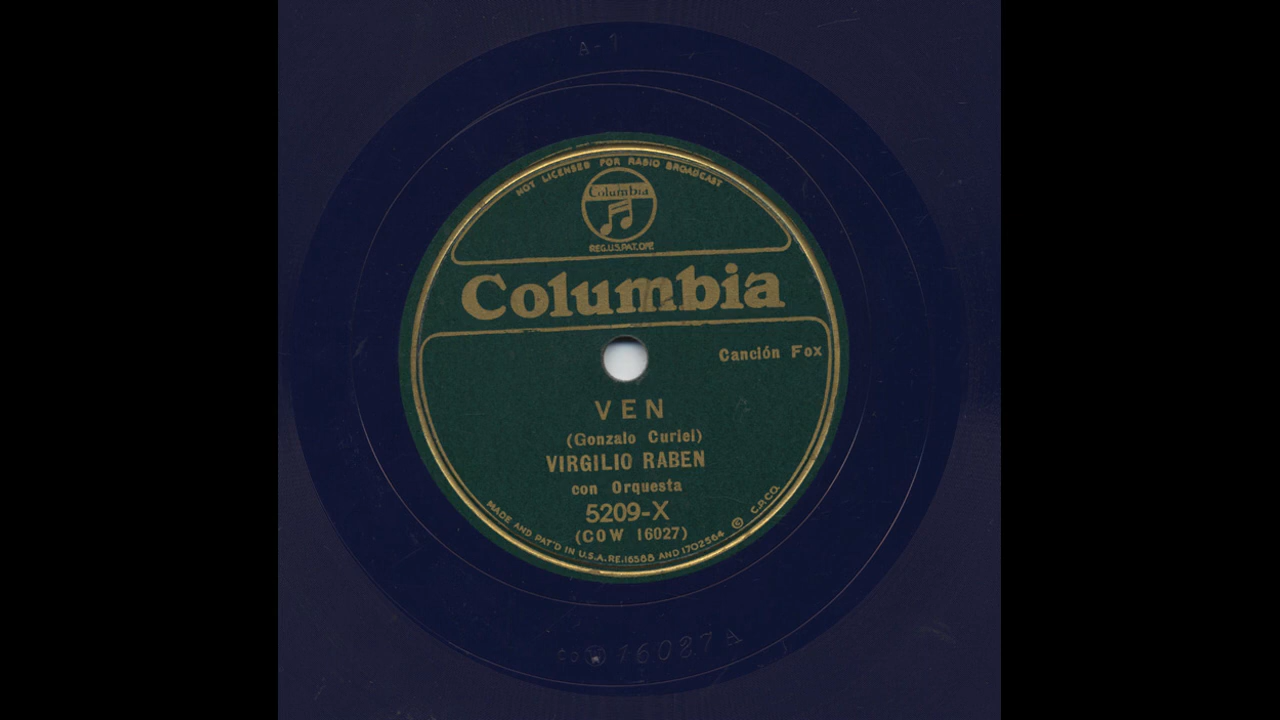 A-1
NOT LICENSED FOR RADIO BROADCAST
Columbia
REG.U.S.PAT.OFF.
Columbia
Canción Fox
VEN
(Gonzalo Curiel)
VIRGILIO RABEN
con Orquesta
5209-X
(COW 16027)
MADE AND PAT'D IN U.S.A. RE.16588 AND 1702564 © C.P.CO.
16027 A